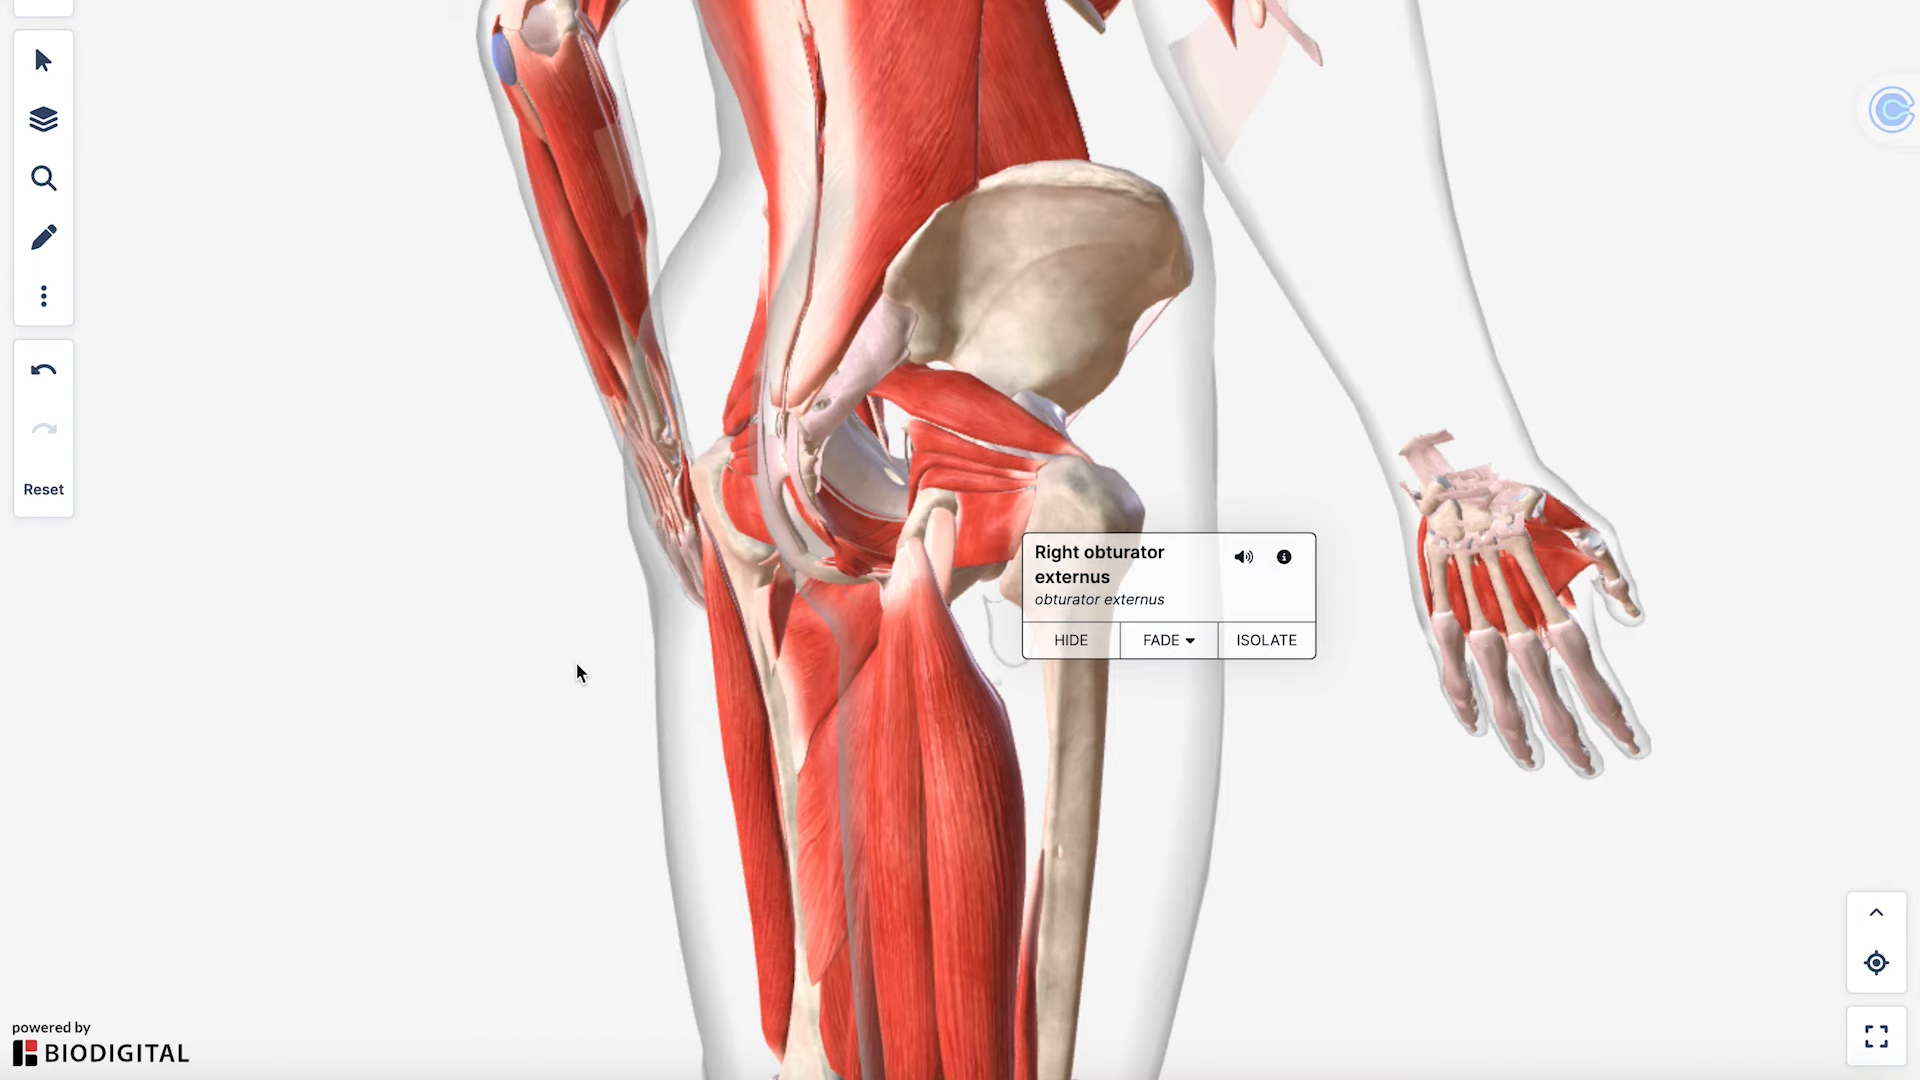 Reset
Right obturator
externus
obturator externus
HIDE
FADE
ISOLATE
powered by
BIODIGITAL